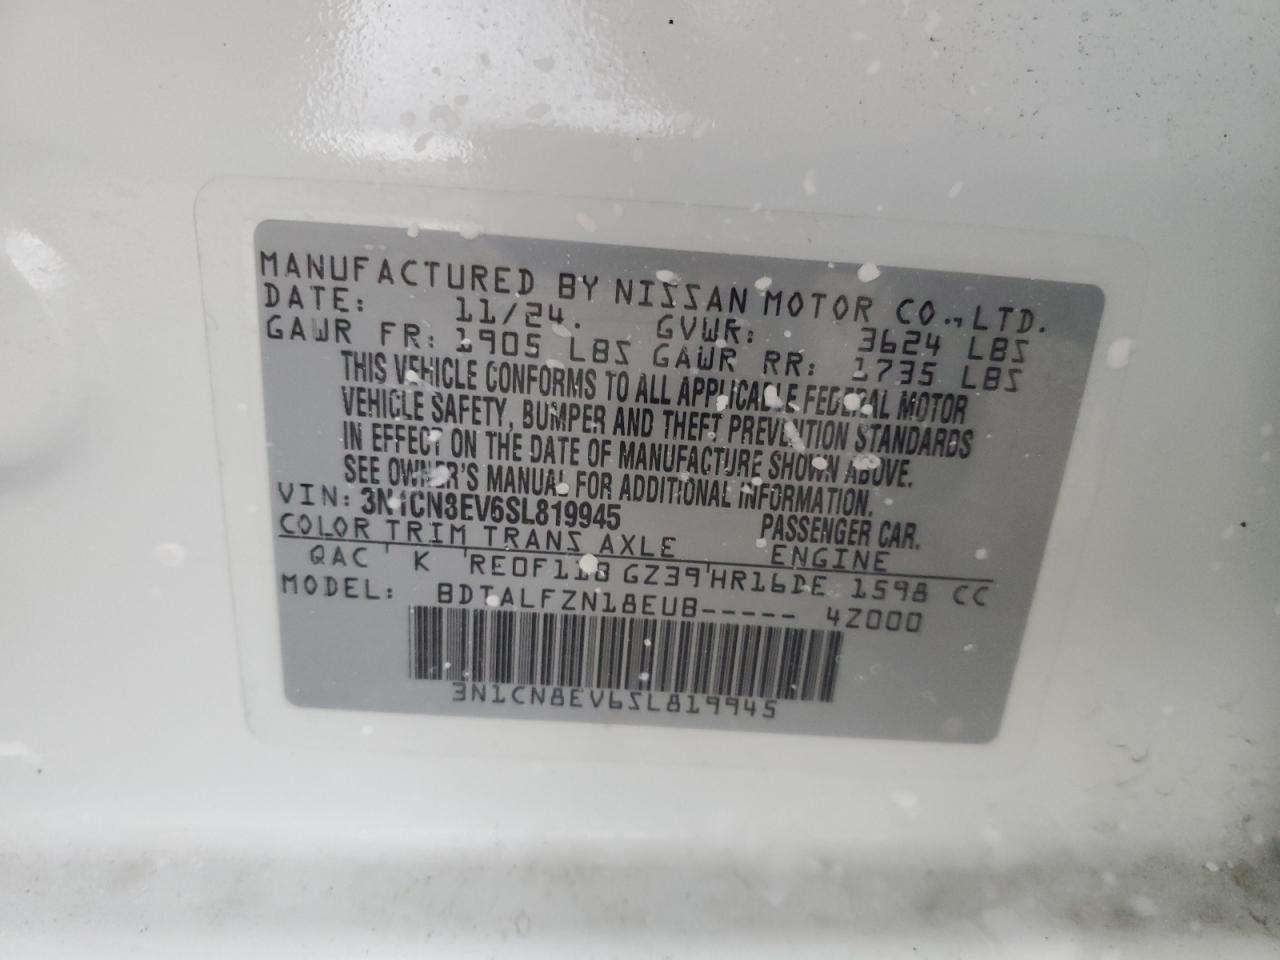 MANUFACTURED BY NISSAN MOTOR CO., LTD.
DATE: 11/24. GVWR: 3624 LBS
GAWR FR: 1905 LBS GAWR RR: 1735 LBS
THIS VEHICLE CONFORMS TO ALL APPLICABLE FEDERAL MOTOR
VEHICLE SAFETY, BUMPER AND THEFT PREVENTION STANDARDS
IN EFFECT ON THE DATE OF MANUFACTURE SHOWN ABOVE.
SEE OWNER'S MANUAL FOR ADDITIONAL INFORMATION.
VIN: 3N1CN8EV6SL819945 PASSENGER CAR.
COLOR TRIM TRANS AXLE ENGINE
QAC K RE0F11B GZ39 HR16DE 1598 CC
MODEL: BDTALFZN18EUB----- 4Z000
3N1CN8EV6SL819945